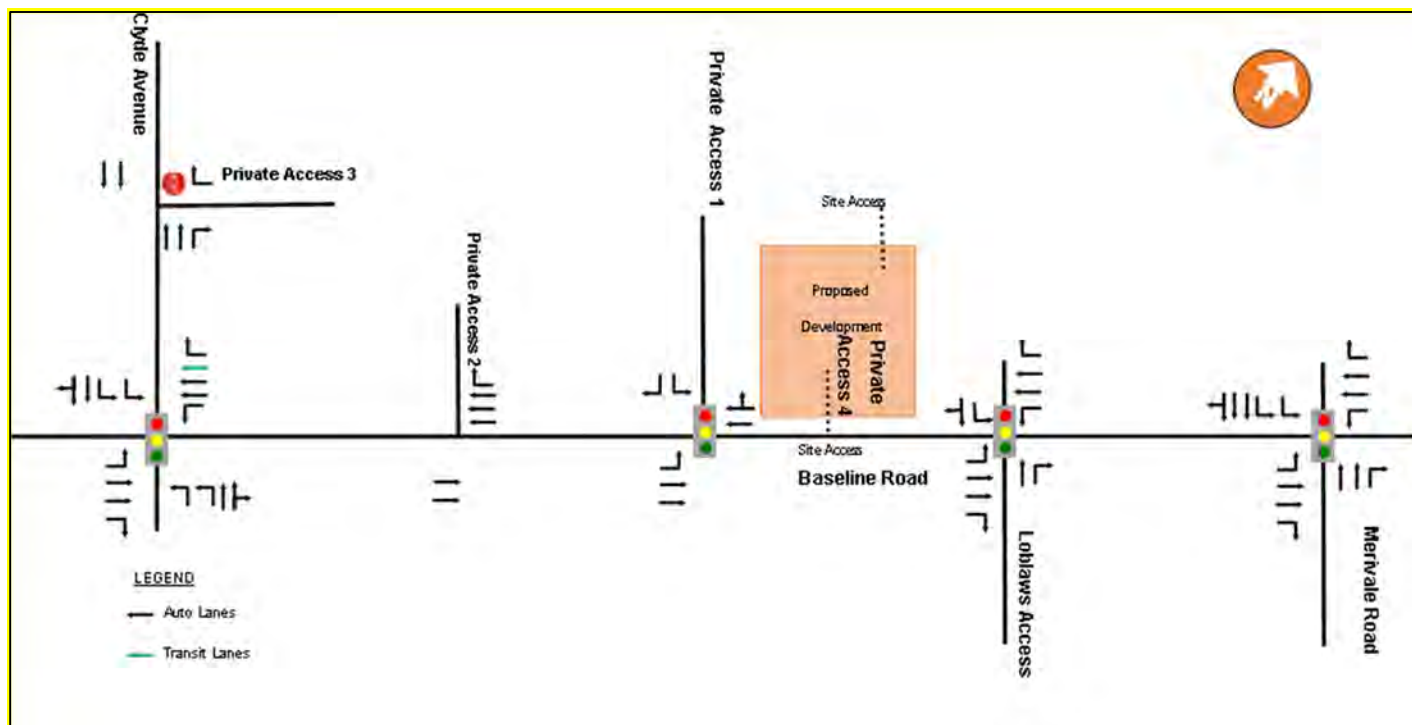 Clyde Avenue
Private Access 3
Private Access 2
Private Access 1
Site Access
Proposed
Development
Private
Access 4
Site Access
Baseline Road
Loblaws Access
Merivale Road
LEGEND
Auto Lanes
Transit Lanes